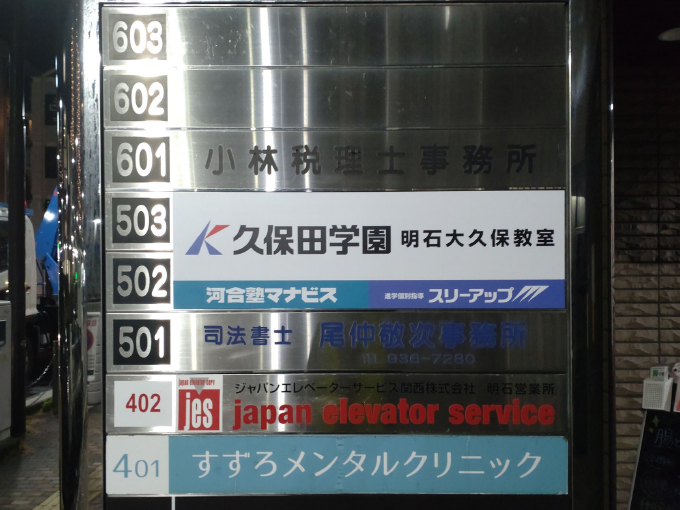 603
602
601 小林税理士事務所
503 久保田学園 明石大久保教室
502 河合塾マナビス 進学個別指導 スリーアップ
501 司法書士 尾仲敬次事務所
TEL 936-7280
402 japan elevator serv jes ジャパンエレベーターサービス関西株式会社 明石営業所
japan elevator service
401 すずろメンタルクリニック